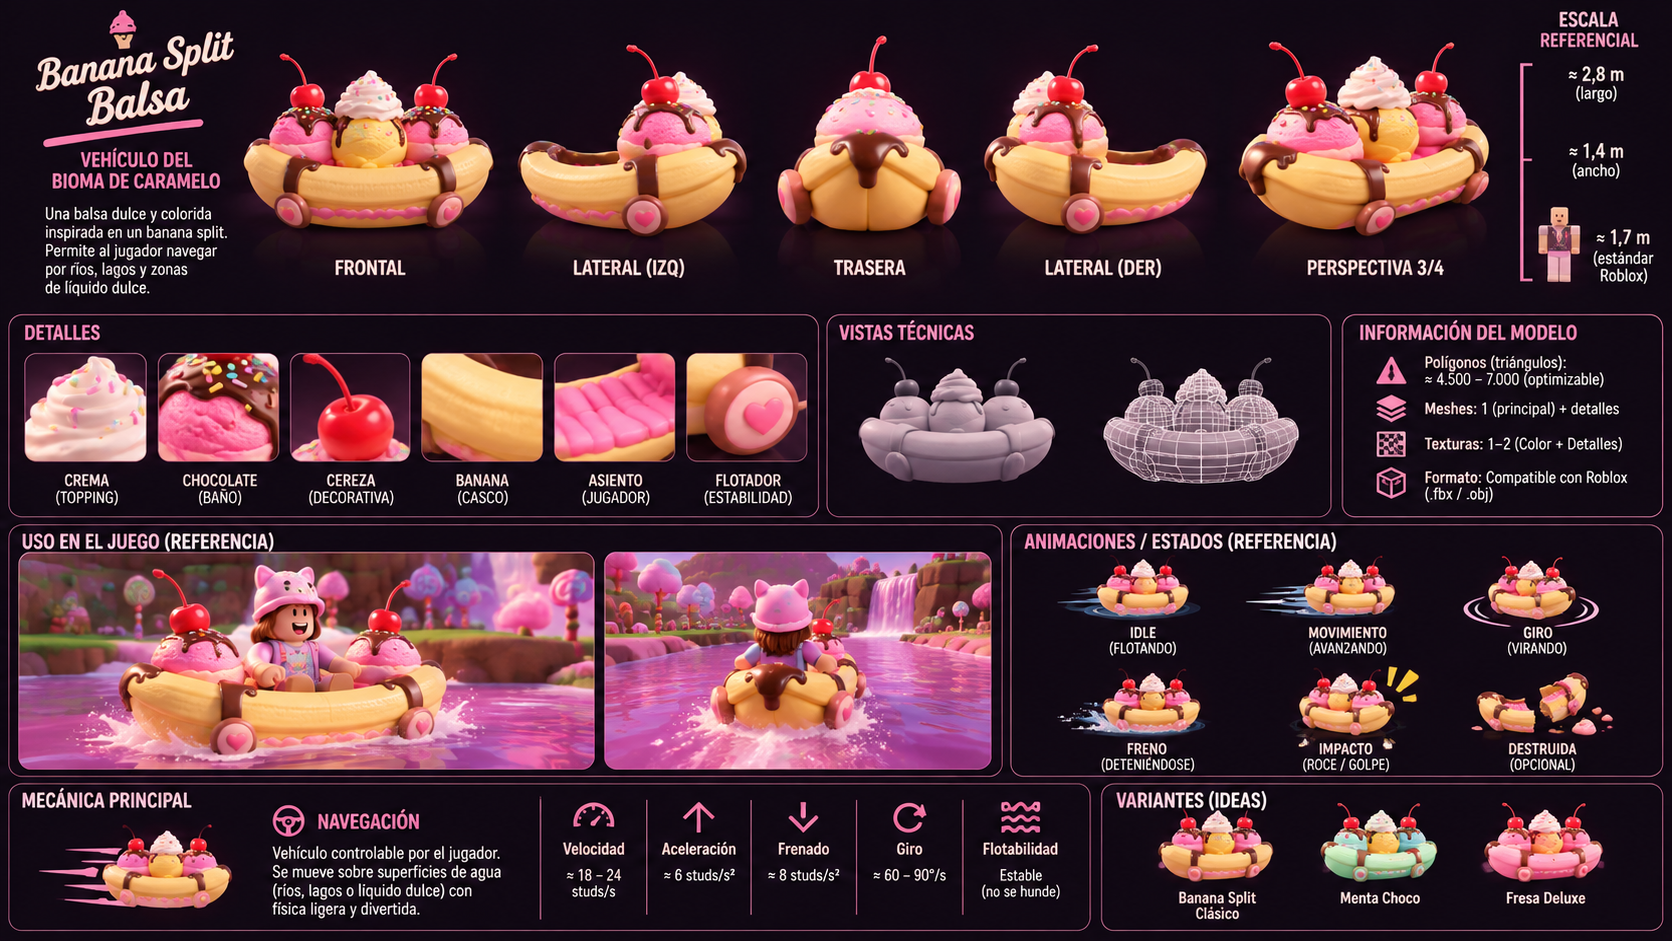 Banana Split
Balsa
VEHÍCULO DEL
BIOMA DE CARAMELO
Una balsa dulce y colorida
inspirada en un banana split.
Permite al jugador navegar
por ríos, lagos y zonas
de líquido dulce.
FRONTAL
LATERAL (IZQ)
TRASERA
LATERAL (DER)
PERSPECTIVA 3/4
ESCALA
REFERENCIAL
≈ 2,8 m
(largo)
≈ 1,4 m
(ancho)
≈ 1,7 m
(estándar
Roblox)
DETALLES
CREMA
(TOPPING)
CHOCOLATE
(BAÑO)
CEREZA
(DECORATIVA)
BANANA
(CASCO)
ASIENTO
(JUGADOR)
FLOTADOR
(ESTABILIDAD)
VISTAS TÉCNICAS
INFORMACIÓN DEL MODELO
Polígonos (triángulos):
≈ 4.500 – 7.000 (optimizable)
Meshes: 1 (principal) + detalles
Texturas: 1–2 (Color + Detalles)
Formato: Compatible con Roblox
(.fbx / .obj)
USO EN EL JUEGO (REFERENCIA)
ANIMACIONES / ESTADOS (REFERENCIA)
IDLE
(FLOTANDO)
MOVIMIENTO
(AVANZANDO)
GIRO
(VIRANDO)
FRENO
(DETENIÉNDOSE)
IMPACTO
(ROCE / GOLPE)
DESTRUIDA
(OPCIONAL)
MECÁNICA PRINCIPAL
NAVEGACIÓN
Vehículo controlable por el jugador.
Se mueve sobre superficies de agua
(ríos, lagos o líquido dulce) con
física ligera y divertida.
Velocidad
≈ 18 – 24
studs/s
Aceleración
≈ 6 studs/s²
Frenado
≈ 8 studs/s²
Giro
≈ 60 – 90°/s
Flotabilidad
Estable
(no se hunde)
VARIANTES (IDEAS)
Banana Split
Clásico
Menta Choco
Fresa Deluxe